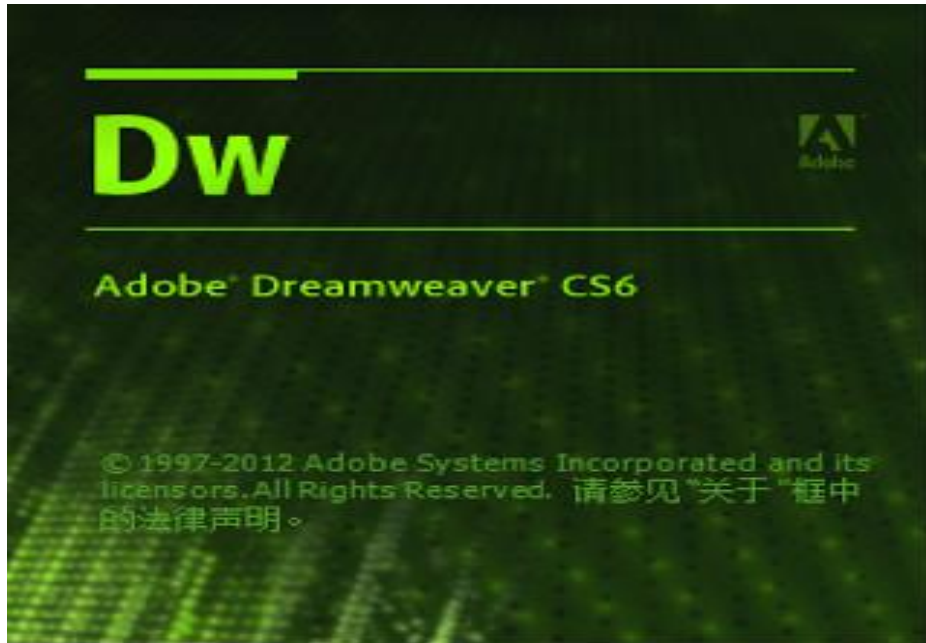 Dw
Adobe
Adobe® Dreamweaver® CS6
© 1997-2012 Adobe Systems Incorporated and its
licensors. All Rights Reserved. 请参见"关于"框中
的法律声明。